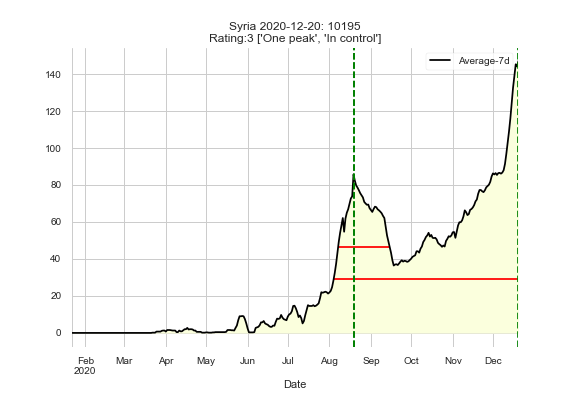 Syria 2020-12-20: 10195
Rating:3 ['One peak', 'In control']
Average-7d
140
120
100
80
60
40
20
0
Feb Mar Apr May Jun Jul Aug Sep Oct Nov Dec
2020
Date